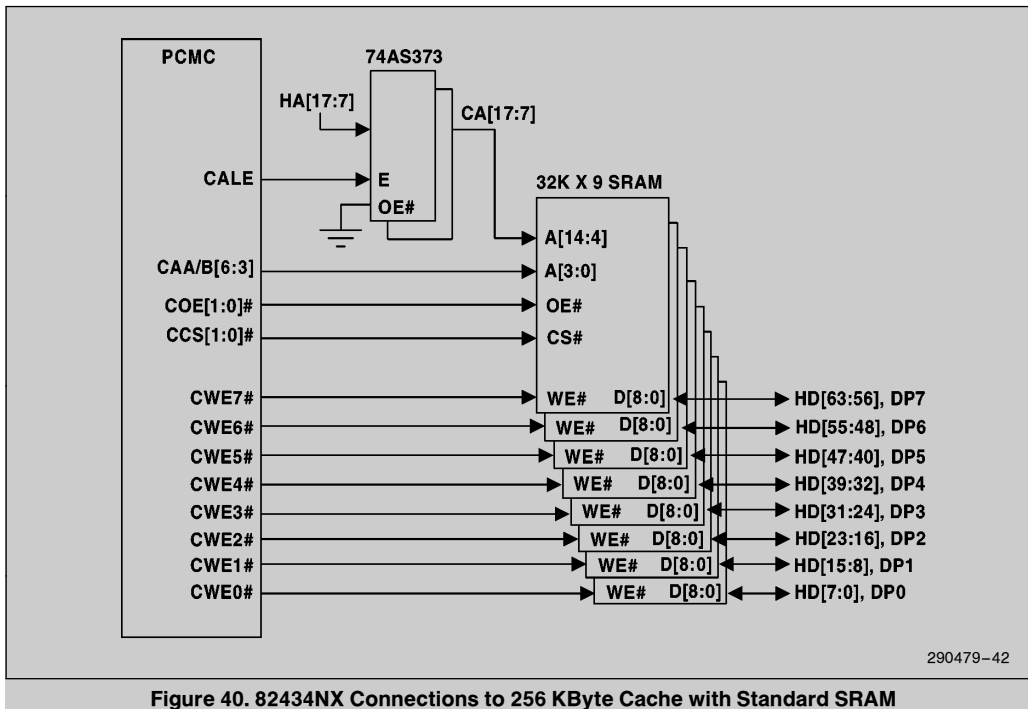 PCMC
74AS373
HA[17:7]
CA[17:7]
CALE
E
OE#
32K X 9 SRAM
A[14:4]
CAA/B[6:3]
A[3:0]
COE[1:0]#
OE#
CCS[1:0]#
CS#
CWE7# WE# D[8:0] HD[63:56], DP7
CWE6# WE# D[8:0] HD[55:48], DP6
CWE5# WE# D[8:0] HD[47:40], DP5
CWE4# WE# D[8:0] HD[39:32], DP4
CWE3# WE# D[8:0] HD[31:24], DP3
CWE2# WE# D[8:0] HD[23:16], DP2
CWE1# WE# D[8:0] HD[15:8], DP1
CWE0# WE# D[8:0] HD[7:0], DP0
290479–42
Figure 40. 82434NX Connections to 256 KByte Cache with Standard SRAM